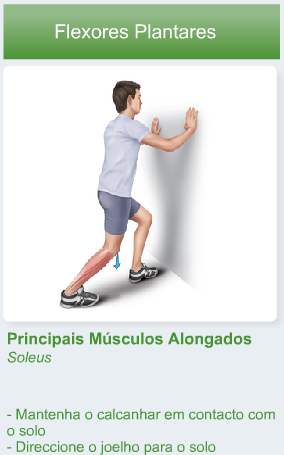 Flexores Plantares
Principais Músculos Alongados
Soleus
- Mantenha o calcanhar em contacto com
o solo
- Direccione o joelho para o solo